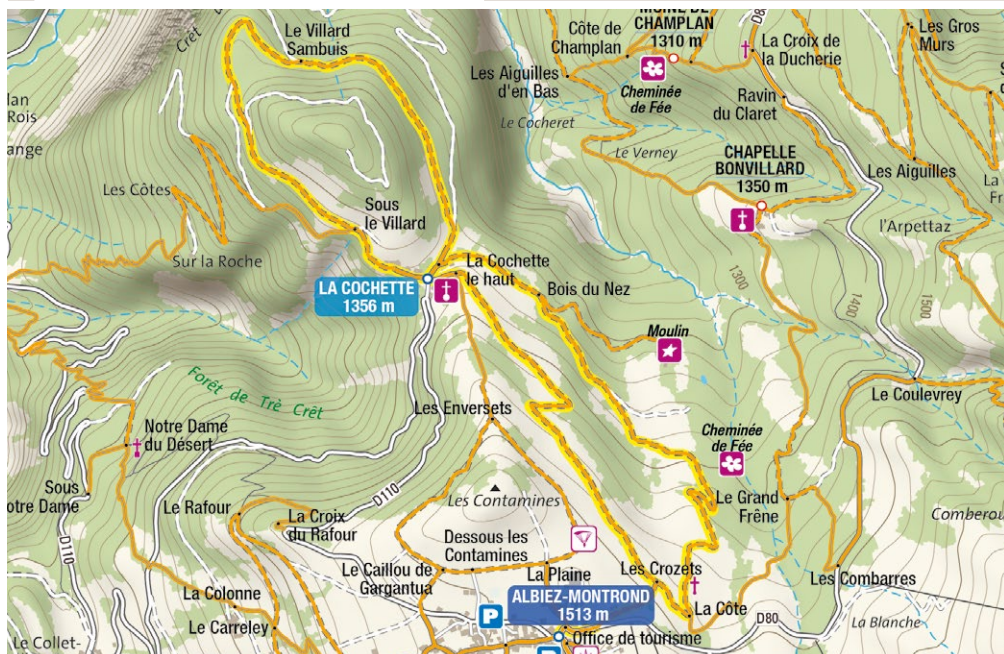 MOINE DE
CHAMPLAN
1310 m
Côte de
Champlan
D8
La Croix de
la Ducherie
Les Gros
Murs
Crêt
Le Villard
Sambuis
Les Aiguilles
d'en Bas
Cheminée
de Fée
Ravin
du Claret
lan
Rois
ange
Le Cocheret
Le Verney
CHAPELLE
BONVILLARD
1350 m
Les Aiguilles
La
Fr
Les Côtes
Sous
le Villard
l'Arpettaz
Sur la Roche
La Cochette
le haut
LA COCHETTE
1356 m
Bois du Nez
1300
1400
1500
Moulin
Le Coulevrey
Forêt de Trè Crêt
Les Enversets
Notre Dame
du Désert
Cheminée
de Fée
Sous
otre Dame
Le Rafour
D110
Les Contamines
Le Grand
Frêne
Comberou
La Croix
du Rafour
D110
Dessous les
Contamines
Le Caillou de
Gargantua
La Plaine
Les Crozets
Les Combarres
La Colonne
ALBIEZ-MONTROND
1513 m
La Côte
Le Carreley
P
Office de tourisme
D80
La Blanche
Le Collet-